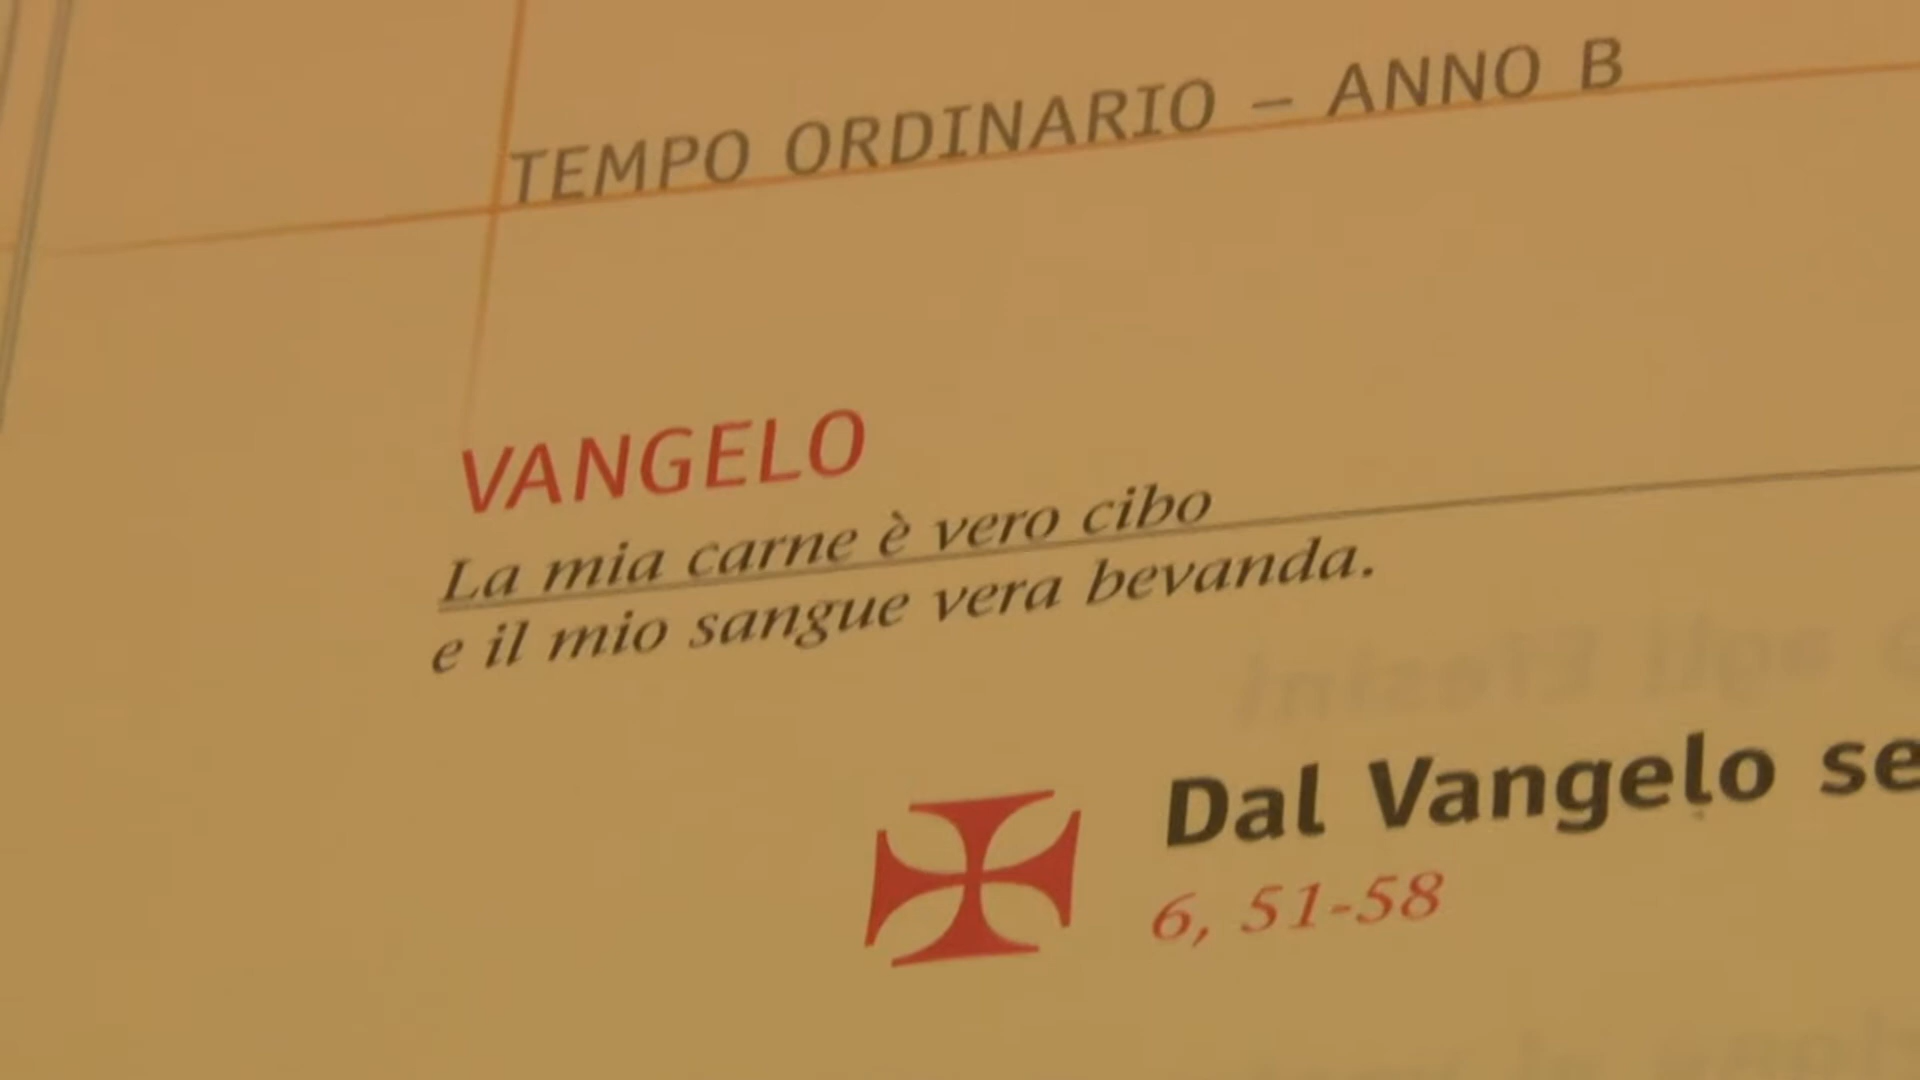 TEMPO ORDINARIO – ANNO B
VANGELO
La mia carne è vero cibo
e il mio sangue vera bevanda.
Dal Vangelo se
6, 51-58